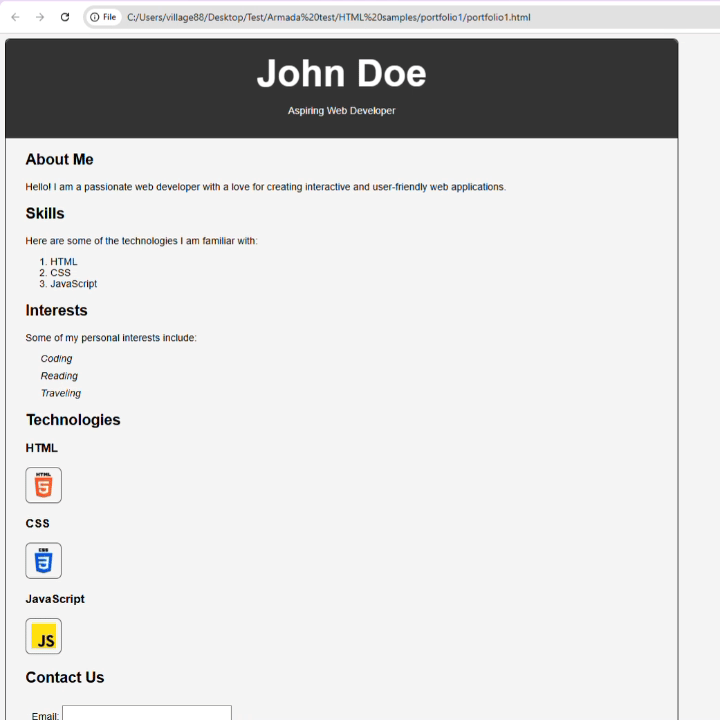 File
C:/Users/village88/Desktop/Test/Armada%20test/HTML%20samples/portfolio1/portfolio1.html
John Doe
Aspiring Web Developer
About Me
Hello! I am a passionate web developer with a love for creating interactive and user-friendly web applications.
Skills
Here are some of the technologies I am familiar with:
1. HTML
2. CSS
3. JavaScript
Interests
Some of my personal interests include:
Coding
Reading
Traveling
Technologies
HTML
HTML
5
CSS
CSS
3
JavaScript
JS
Contact Us
Email: